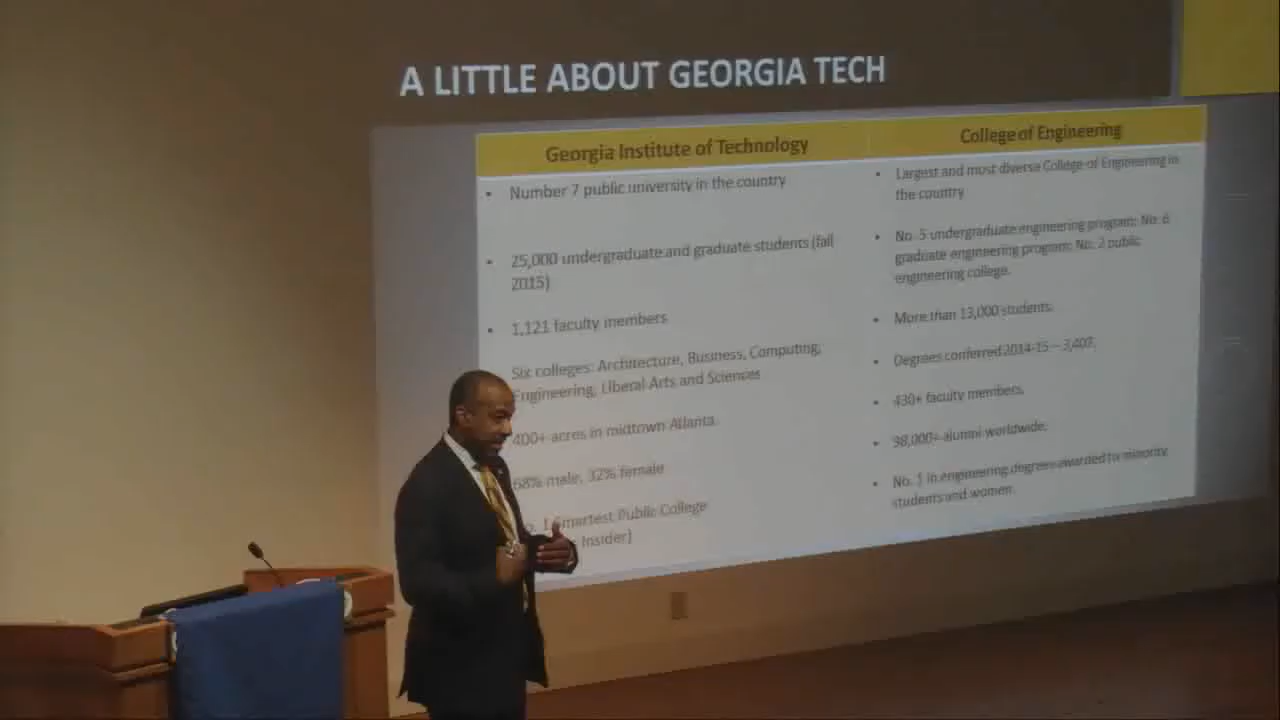 A LITTLE ABOUT GEORGIA TECH
Georgia Institute of Technology
• Number 7 public university in the country
• 25,000 undergraduate and graduate students (fall
2015)
• 1,121 faculty members
Six colleges: Architecture, Business, Computing,
Engineering, Liberal Arts and Sciences
400+ acres in midtown Atlanta.
68% male, 32% female
1 Smartest Public College
Insider)
College of Engineering
• Largest and most diverse College of Engineering in
the country
• No. 5 undergraduate engineering program; No. 6
graduate engineering program; No. 2 public
engineering college.
• More than 13,000 students.
• Degrees conferred 2014-15 – 3,407.
• 430+ faculty members.
• 38,000+ alumni worldwide.
• No. 1 in engineering degrees awarded to minority
students and women.